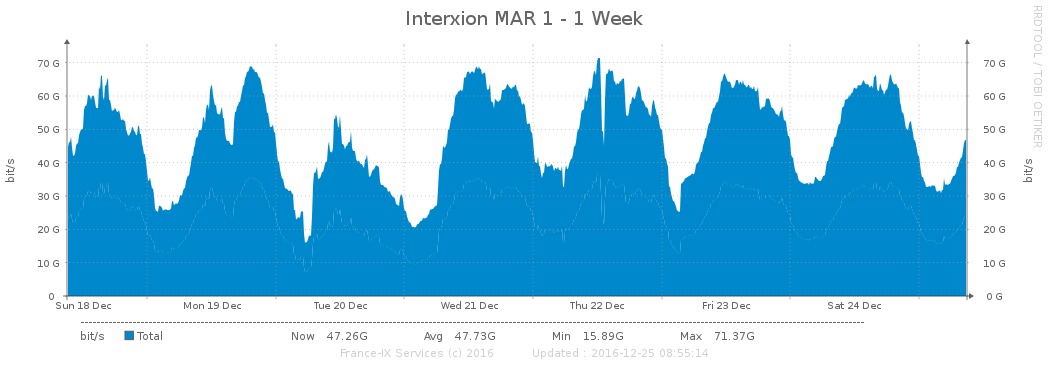 Interxion MAR 1 - 1 Week
RRDTOOL / TOBI OETIKER
bit/s
70 G 70 G
60 G 60 G
50 G 50 G
40 G 40 G
30 G 30 G
20 G 20 G
10 G 10 G
0 0 G
bit/s
Sun 18 Dec Mon 19 Dec Tue 20 Dec Wed 21 Dec Thu 22 Dec Fri 23 Dec Sat 24 Dec
bit/s Total Now 47.26G Avg 47.73G Min 15.89G Max 71.37G
France-IX Services (c) 2016 Updated : 2016-12-25 08:55:14